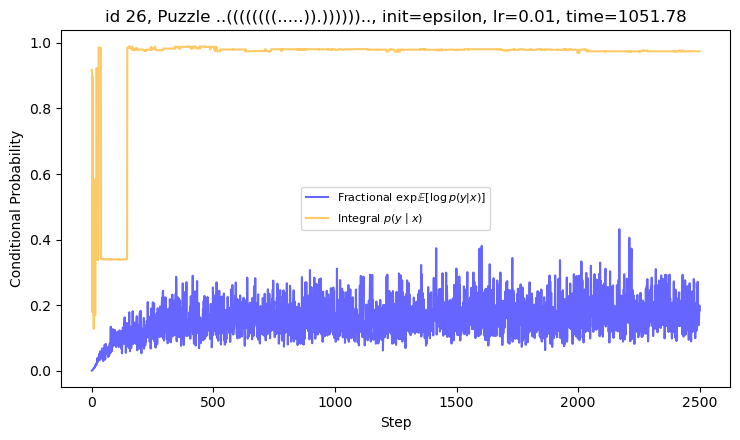 id 26, Puzzle ..((((((((.....)).))))))..., init=epsilon, lr=0.01, time=1051.78
Conditional Probability
1.0
0.8
0.6
0.4
0.2
0.0
Fractional exp𝔼[log p(y|x)]
Integral p(y | x)
0
500
1000
1500
2000
2500
Step